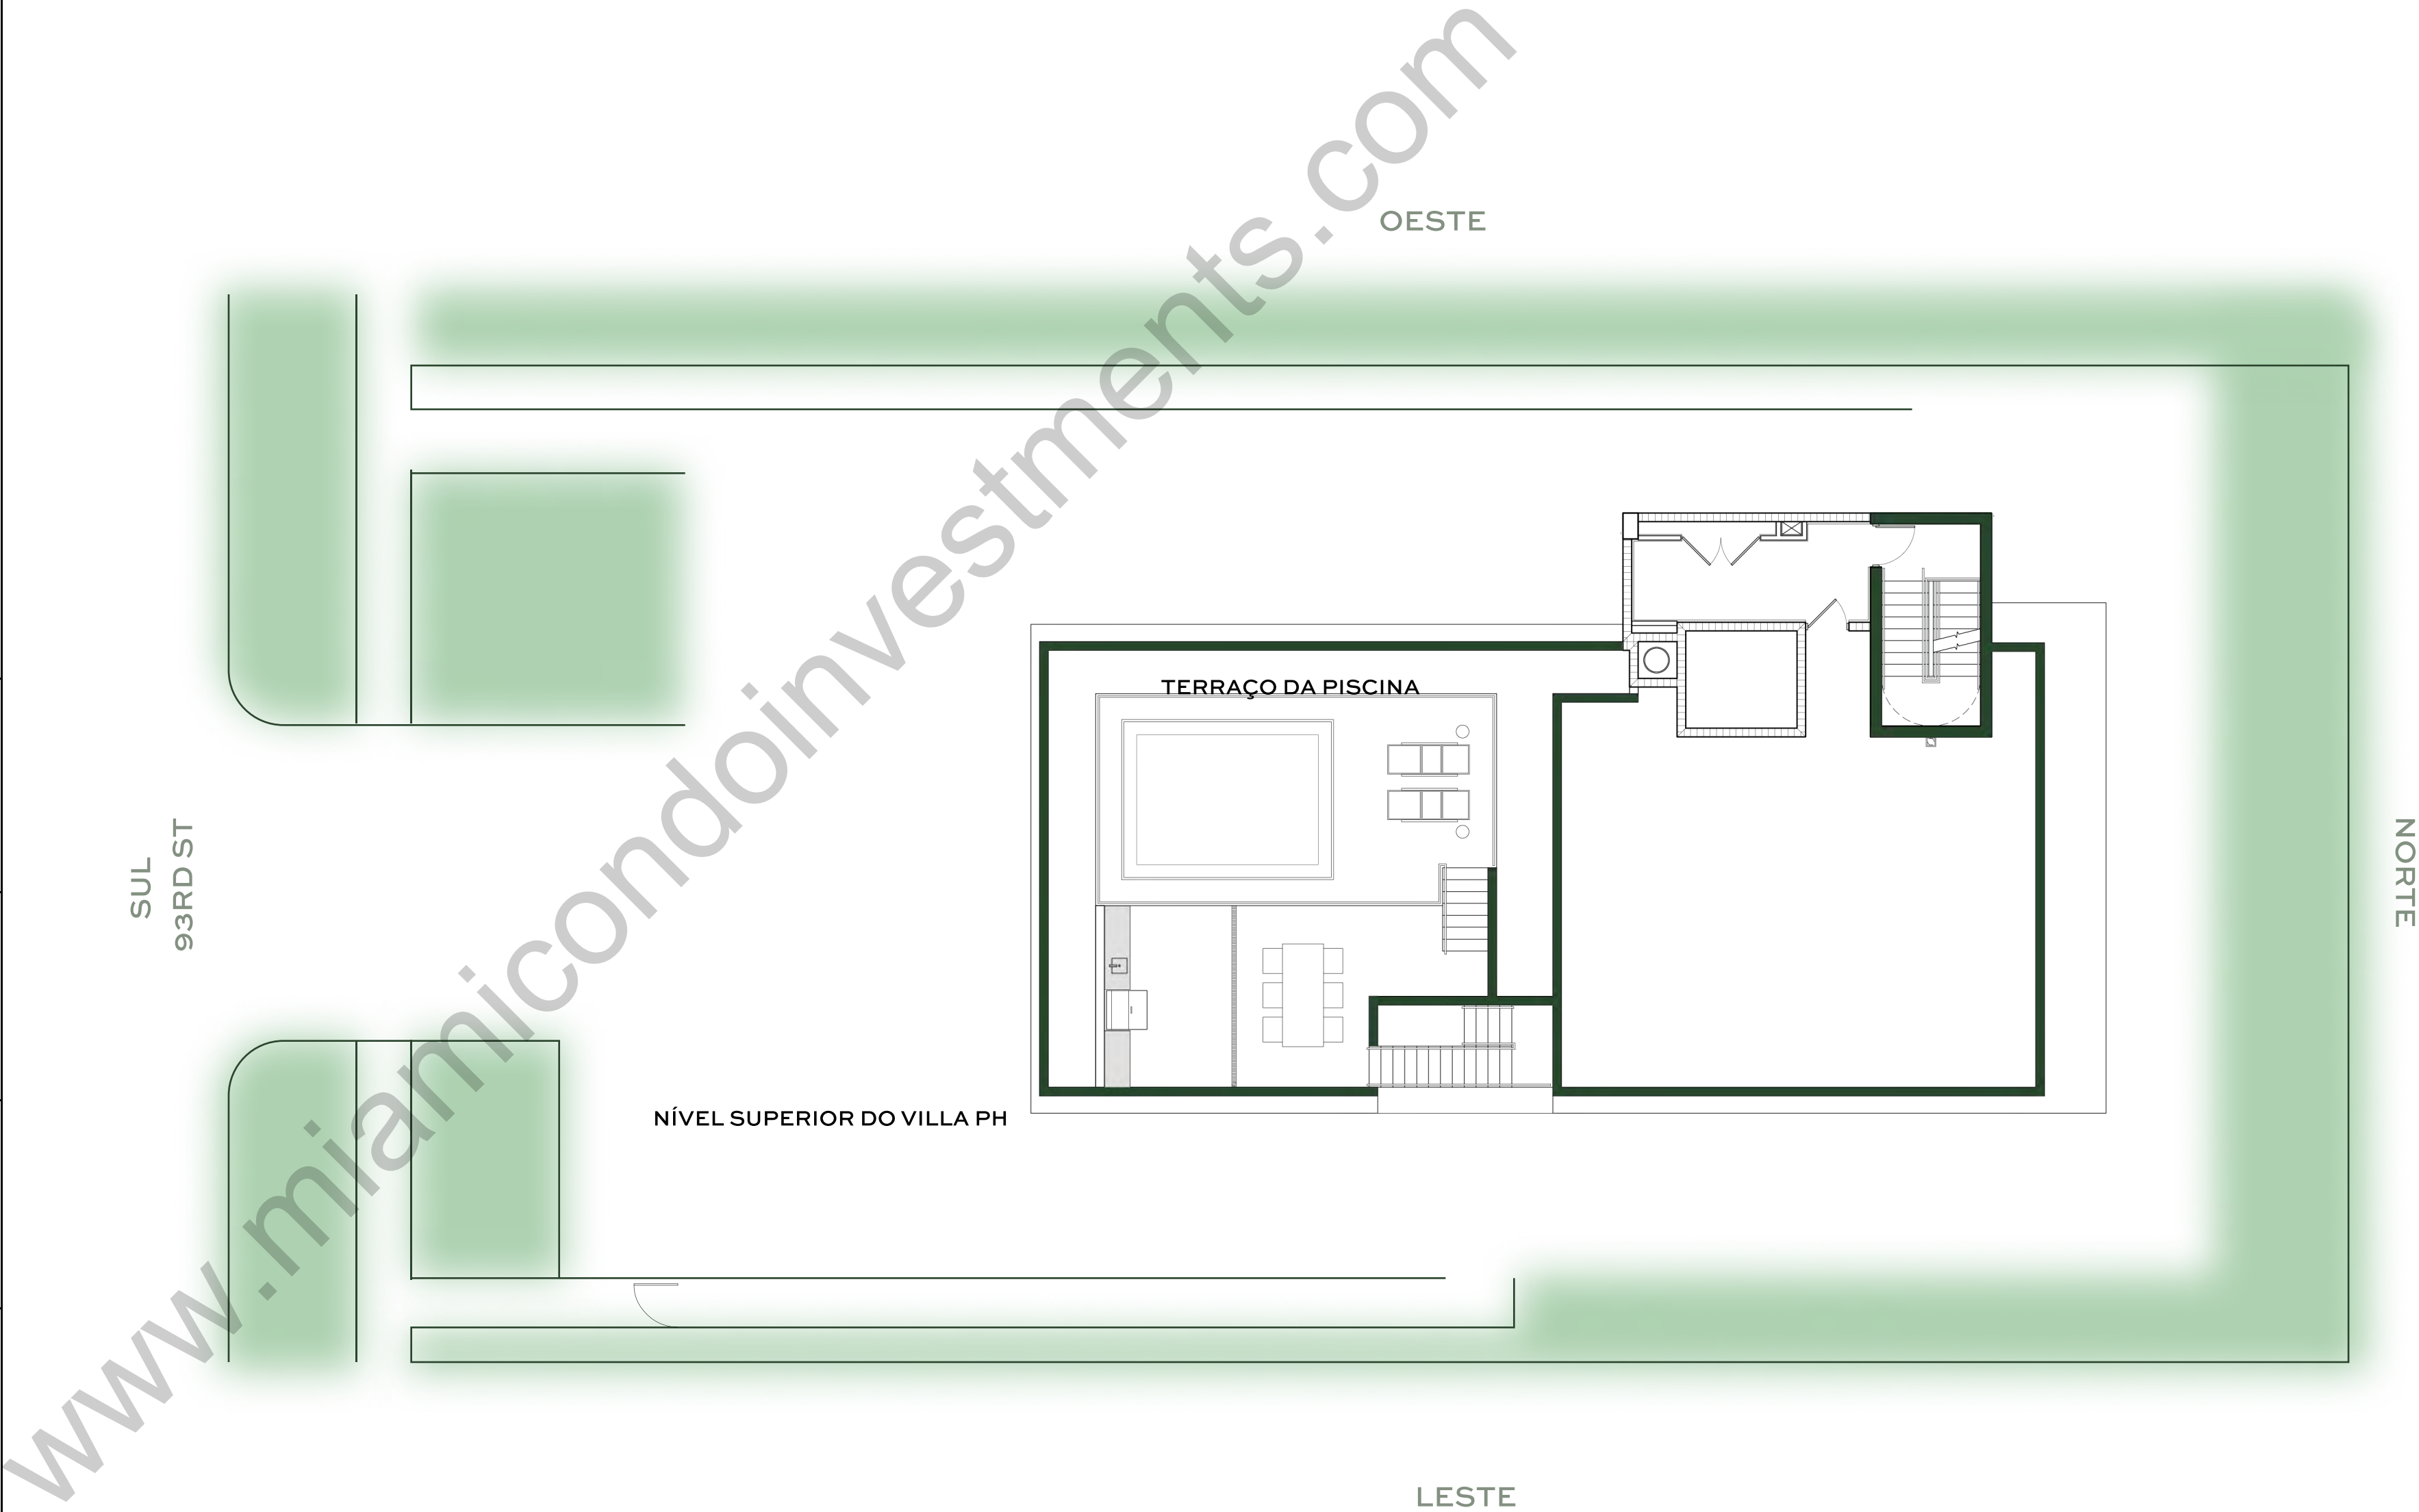 OESTE
TERRAÇO DA PISCINA
SUL
93RD ST
NORTE
NÍVEL SUPERIOR DO VILLA PH
LESTE
www.miamicondoinvestments.com